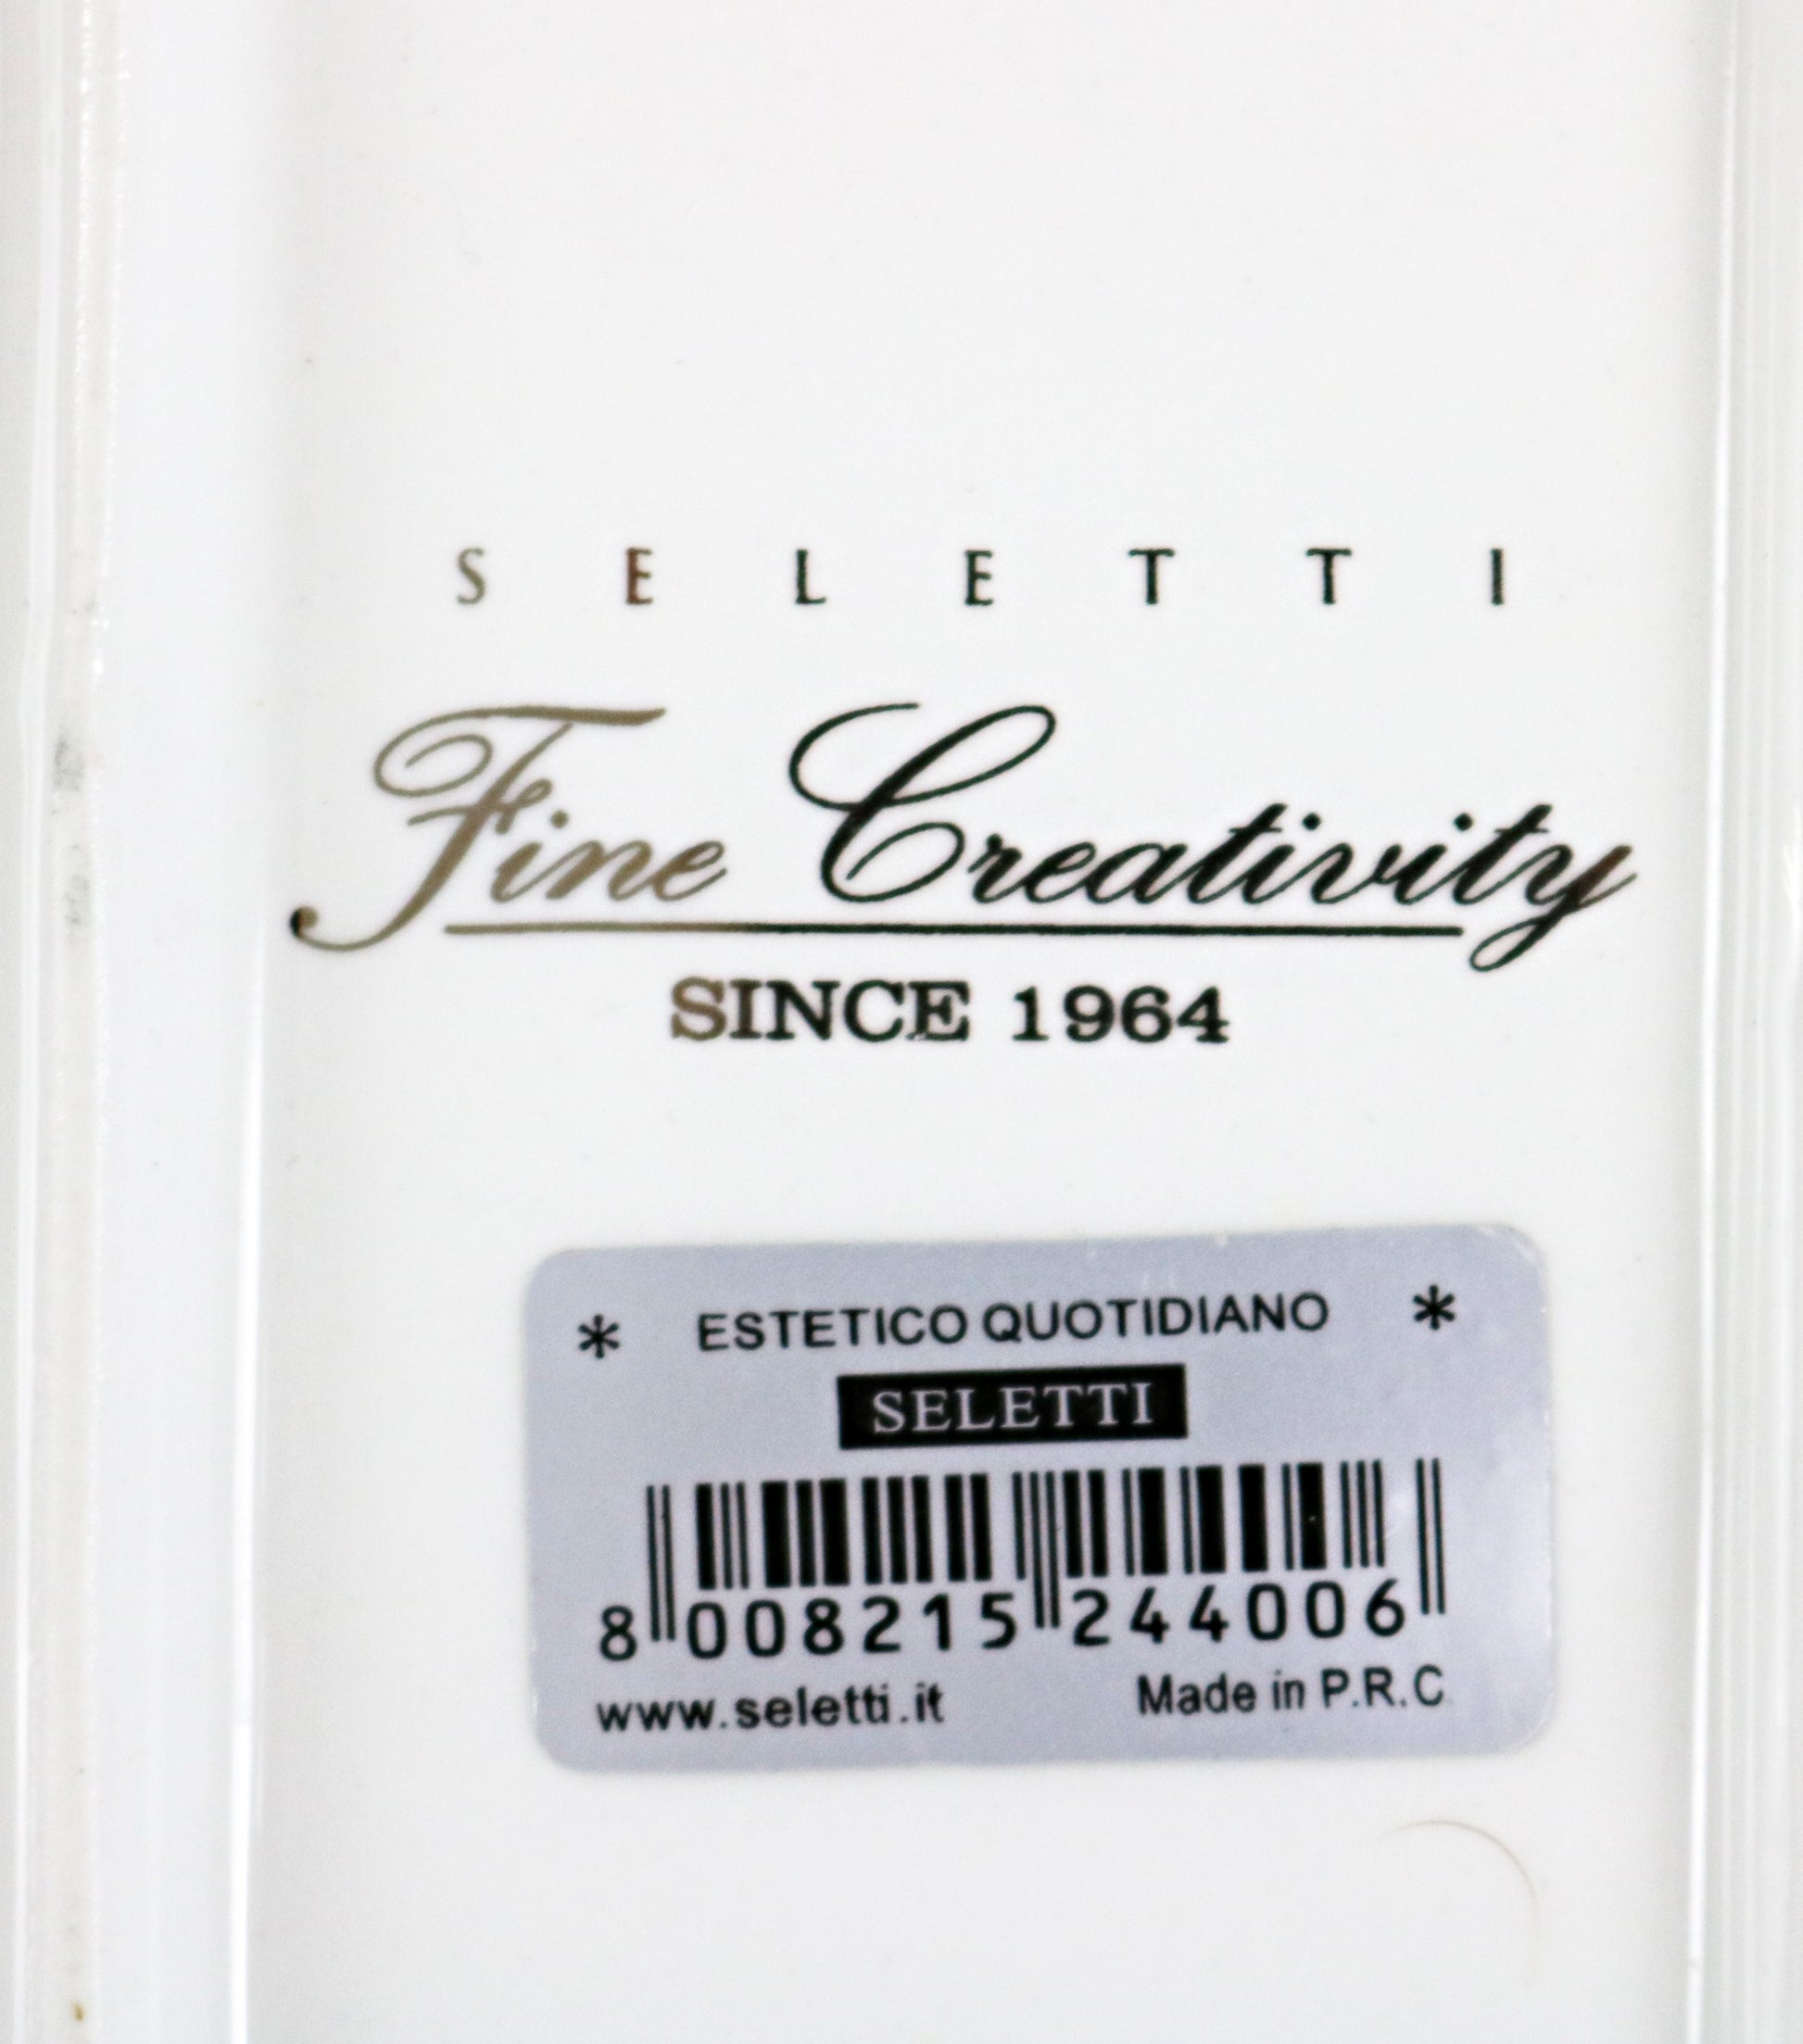 SELETTI
Fine Creativity
SINCE 1964
* ESTETICO QUOTIDIANO *
SELETTI
8 008215 244006
www.seletti.it Made in P.R.C